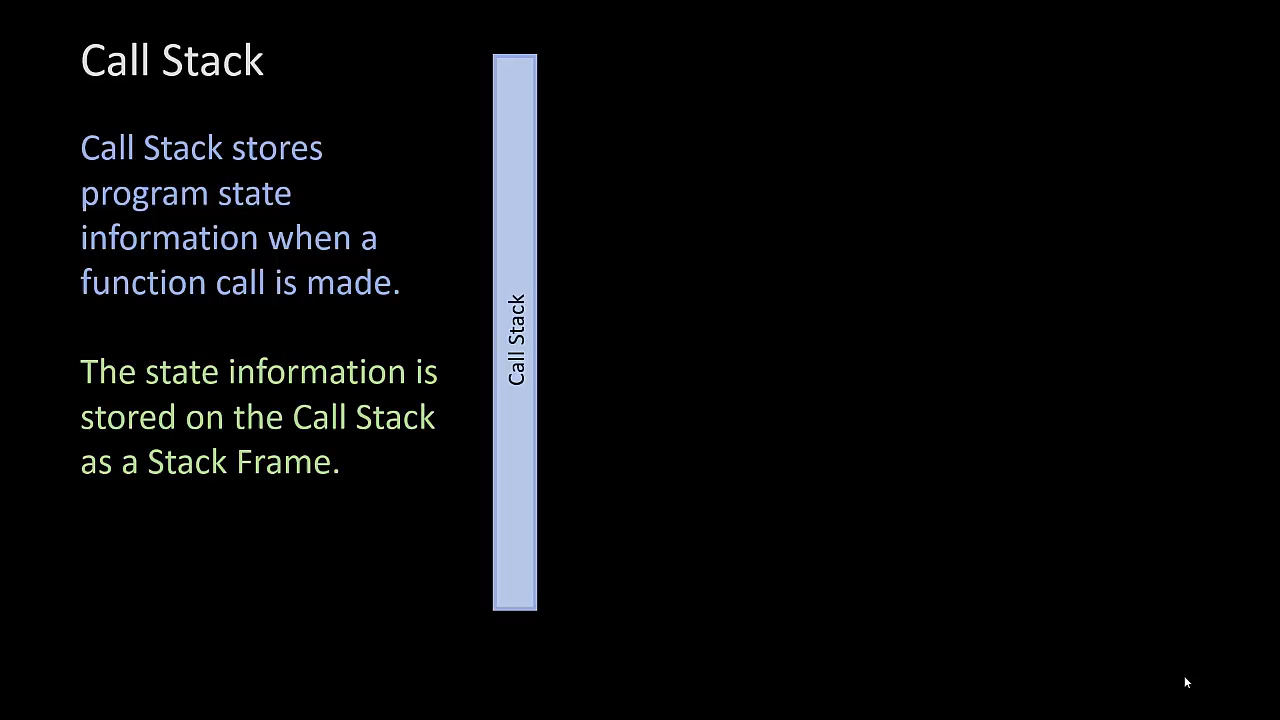 Call Stack
Call Stack stores
program state
information when a
function call is made.
The state information is
stored on the Call Stack
as a Stack Frame.
Call Stack